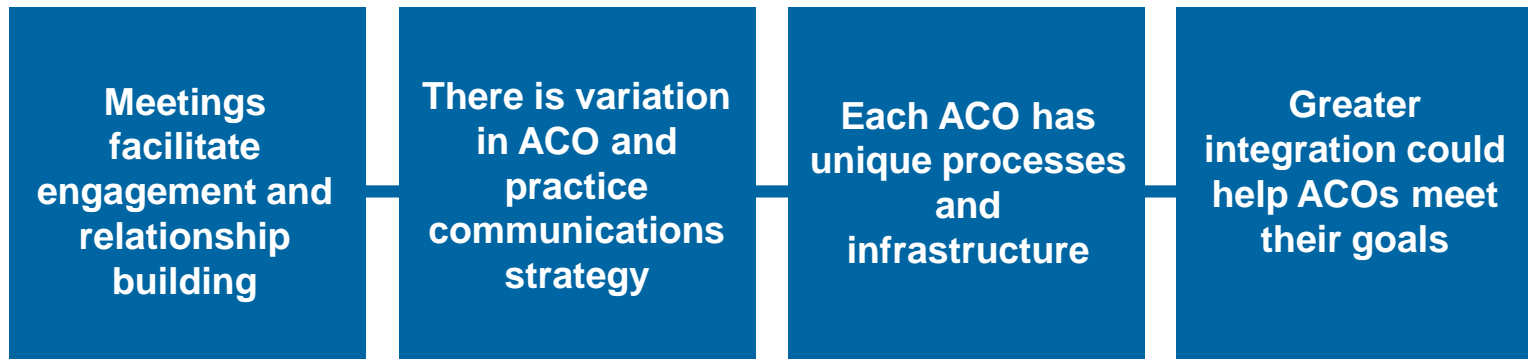 Meetings
facilitate
engagement and
relationship
building
There is variation
in ACO and
practice
communications
strategy
Each ACO has
unique processes
and
infrastructure
Greater
integration could
help ACOs meet
their goals